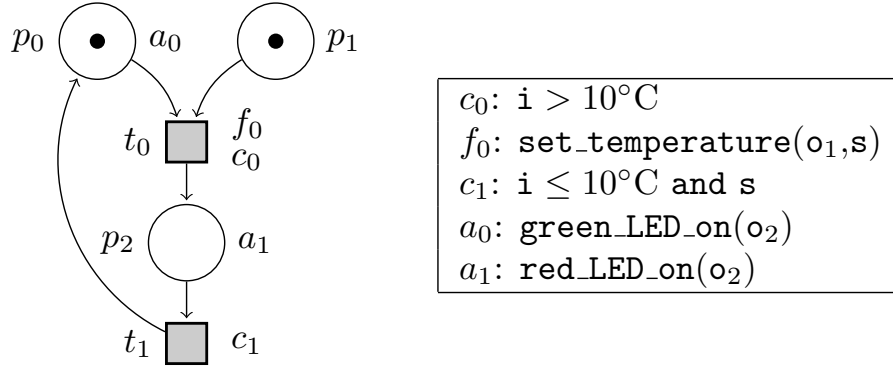 p₀ a₀ p₁
t₀ f₀
c₀
p₂ a₁
t₁ c₁
c₀: i > 10°C
f₀: set_temperature(o₁,s)
c₁: i ≤ 10°C and s
a₀: green_LED_on(o₂)
a₁: red_LED_on(o₂)